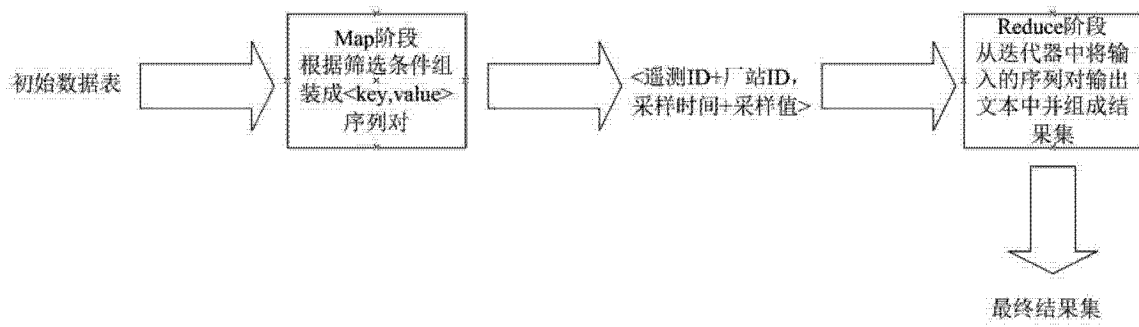 初始数据表
Map阶段
根据筛选条件组
装成<key,value>
序列对
<遥测ID+厂站ID,
采样时间+采样值>
Reduce阶段
从迭代器中将输
入的序列对输出
文本中并组成结
果集
最终结果集